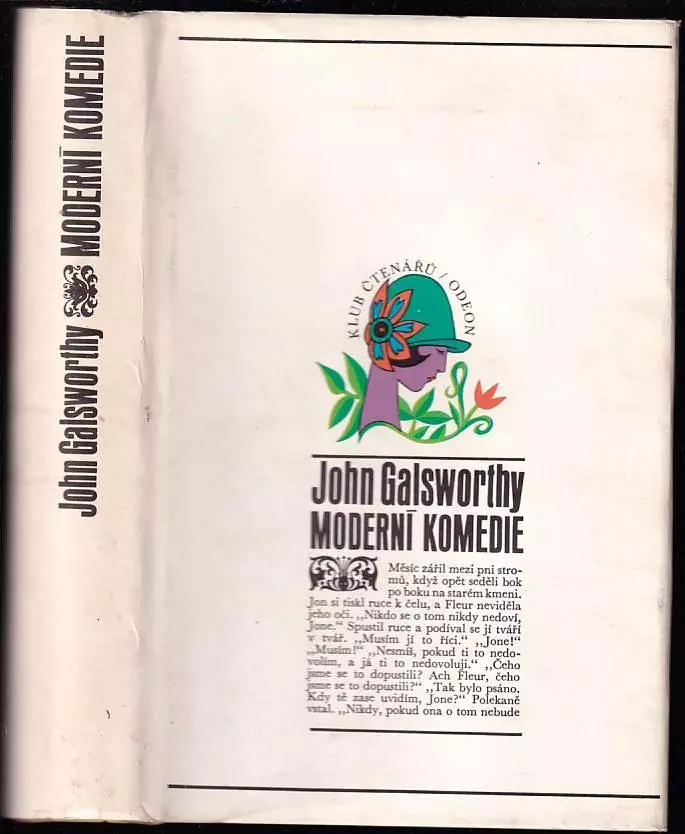 John Galsworthy MODERNÍ KOMEDIE
KLUB ČTENÁŘŮ / ODEON
John Galsworthy
MODERNÍ KOMEDIE
Měsíc zářil mezi pni stro-
mů, když opět seděli bok
po boku na starém kmeni.
Jon si tiskl ruce k čelu, a Fleur neviděla
jeho oči. „Nikdo se o tom nikdy nedoví,
Jone.“ Spustil ruce a podíval se jí tváří
v tvář. „Musím jí to říci.“ „Jone!“
„Musím!“ „Nesmíš, pokud ti to nedo-
volím, a já ti to nedovoluji.“ „Čeho
jsme se to dopustili? Ach Fleur, čeho
jsme se to dopustili?“ „Tak bylo psáno.
Kdy tě zase uvidím, Jone?“ Polekaně
vstal. „Nikdy, pokud ona o tom nebude